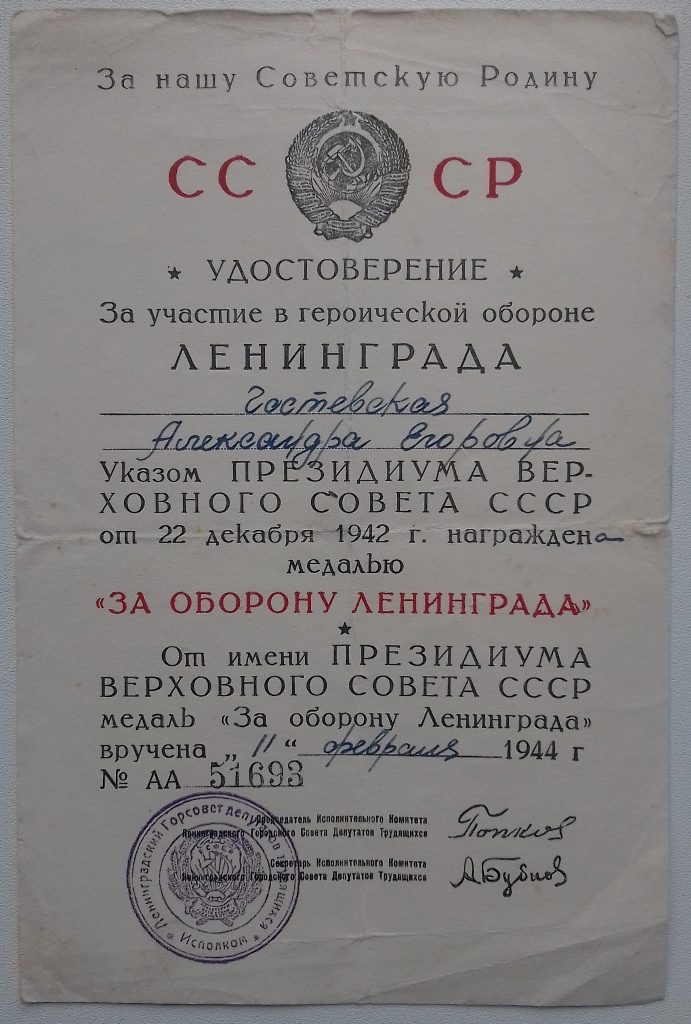 За нашу Советскую Родину
СССР
★ УДОСТОВЕРЕНИЕ ★
За участие в героической обороне
ЛЕНИНГРАДА
Гостевская
Александра Егоровна
Указом ПРЕЗИДИУМА ВЕР-
ХОВНОГО СОВЕТА СССР
от 22 декабря 1942 г. награждена
медалью
«ЗА ОБОРОНУ ЛЕНИНГРАДА»
★
От имени ПРЕЗИДИУМА
ВЕРХОВНОГО СОВЕТА СССР
медаль «За оборону Ленинграда»
вручена „11“ февраля 1944 г
№ АА 51693
Председатель Исполнительного Комитета
Ленинградского Городского Совета Депутатов Трудящихся
Попков
Секретарь Исполнительного Комитета
Ленинградского Городского Совета Депутатов Трудящихся
АБубнов
Ленинградский Горсовет депутатов трудящихся
★ Исполком ★